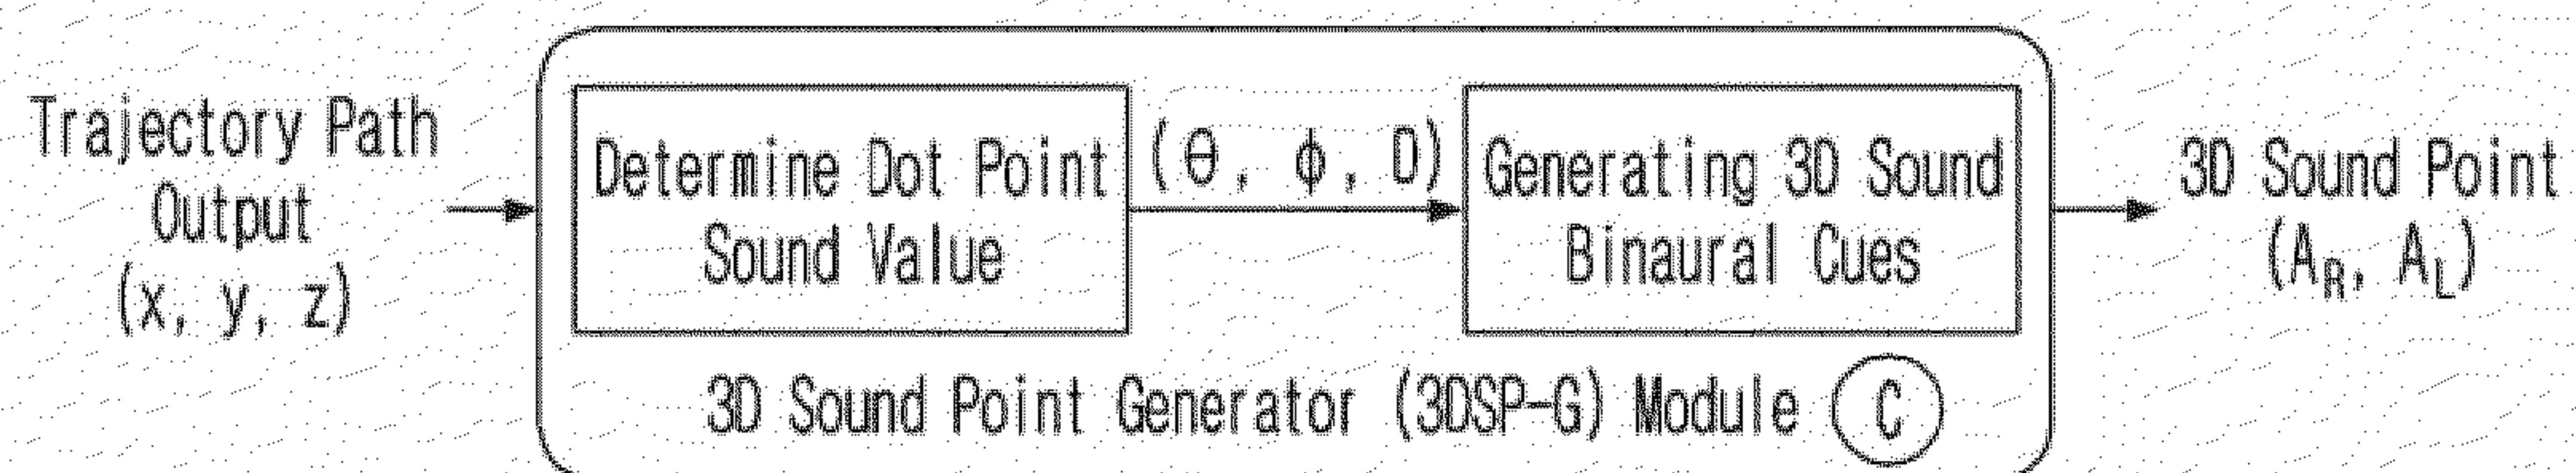 Trajectory Path
Output
(x, y, z)
Determine Dot Point
Sound Value
(θ, ϕ, D)
Generating 3D Sound
Binaural Cues
3D Sound Point
(A_R, A_L)
3D Sound Point Generator (3DSP-G) Module C